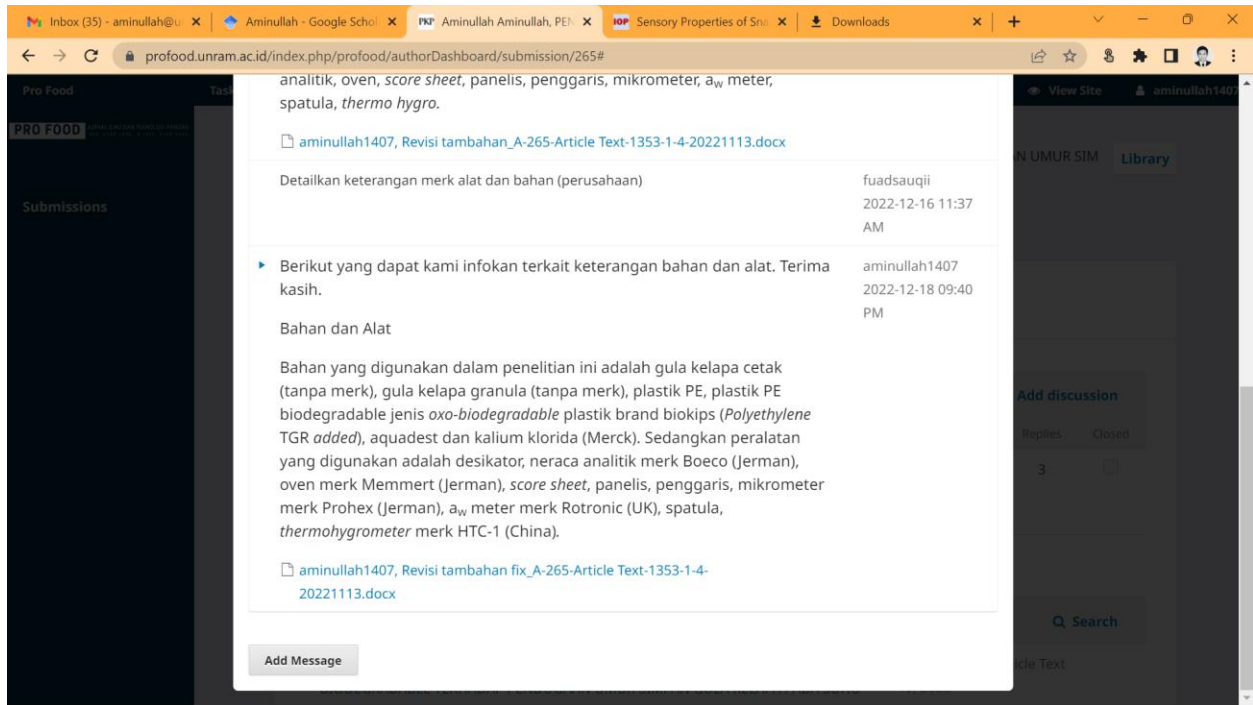 Inbox (35) - aminullah@u
Aminullah - Google Schol
PKP Aminullah Aminullah, PEN
IOP Sensory Properties of Sna
Downloads
profood.unram.ac.id/index.php/profood/authorDashboard/submission/265#
Pro Food
Task
View Site
aminullah1407
PRO FOOD
Submissions
AN UMUR SIM
Library
analitik, oven, score sheet, panelis, penggaris, mikrometer, aw meter,
spatula, thermo hygro.
aminullah1407, Revisi tambahan_A-265-Article Text-1353-1-4-20221113.docx
Detailkan keterangan merk alat dan bahan (perusahaan)
fuadsauqii
2022-12-16 11:37
AM
Berikut yang dapat kami infokan terkait keterangan bahan dan alat. Terima
kasih.
aminullah1407
2022-12-18 09:40
PM
Bahan dan Alat
Bahan yang digunakan dalam penelitian ini adalah gula kelapa cetak
(tanpa merk), gula kelapa granula (tanpa merk), plastik PE, plastik PE
biodegradable jenis oxo-biodegradable plastik brand biokips (Polyethylene
TGR added), aquadest dan kalium klorida (Merck). Sedangkan peralatan
yang digunakan adalah desikator, neraca analitik merk Boeco (Jerman),
oven merk Memmert (Jerman), score sheet, panelis, penggaris, mikrometer
merk Prohex (Jerman), aw meter merk Rotronic (UK), spatula,
thermohygrometer merk HTC-1 (China).
aminullah1407, Revisi tambahan fix_A-265-Article Text-1353-1-4-
20221113.docx
Add discussion
Replies
Closed
3
Search
Add Message
icle Text